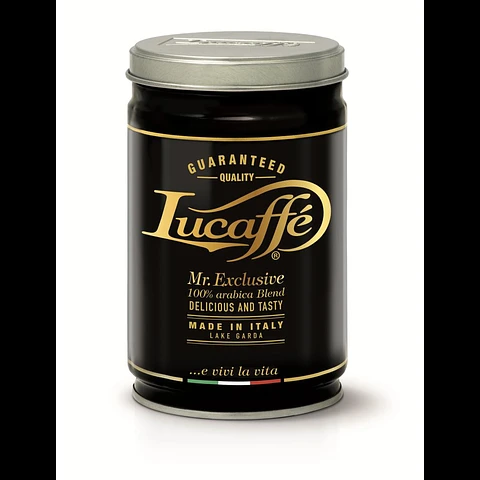 Lucaffé
GUARANTEED
QUALITY
Lucaffé®
Mr. Exclusive
100% arabica Blend
DELICIOUS AND TASTY
MADE IN ITALY
LAKE GARDA
...e vivi la vita